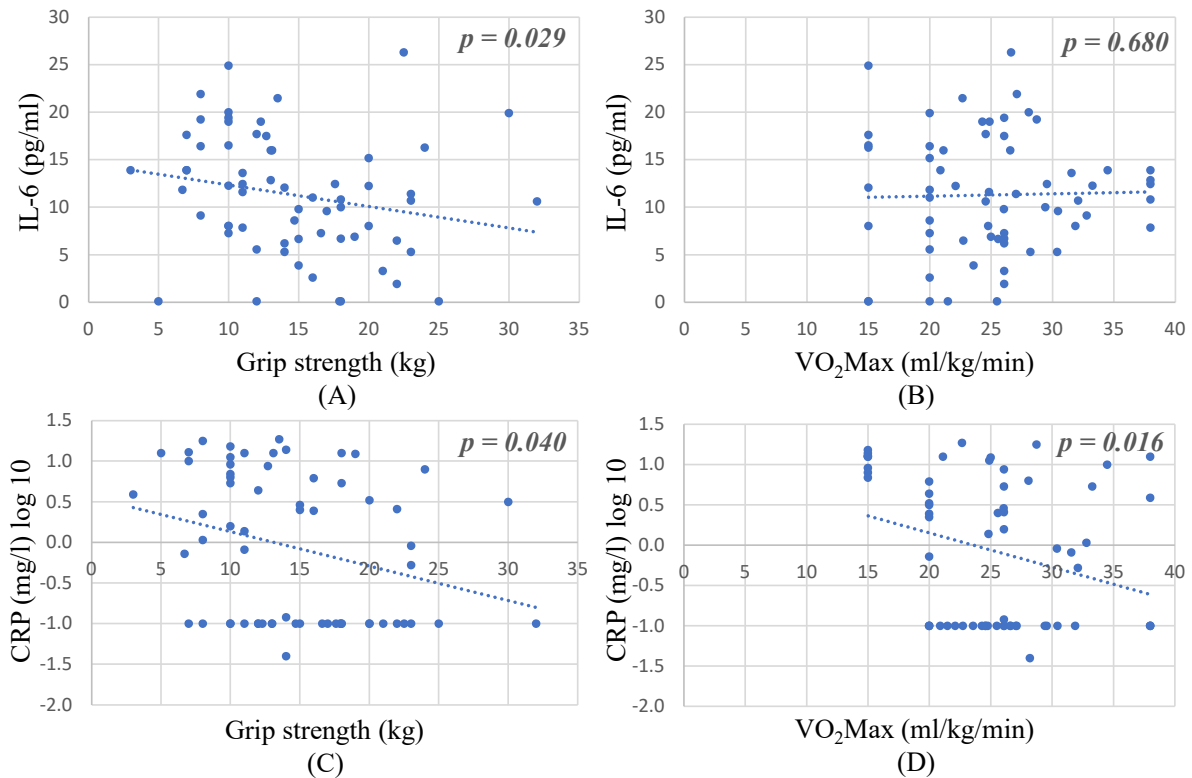 30
25
20
15
10
5
0
0 5 10 15 20 25 30 35
IL-6 (pg/ml)
p = 0.029
Grip strength (kg)
(A)
30
25
20
15
10
5
0
0 5 10 15 20 25 30 35 40
IL-6 (pg/ml)
p = 0.680
VO₂Max (ml/kg/min)
(B)
1.5
1.0
0.5
0.0
-0.5
-1.0
-1.5
-2.0
0 5 10 15 20 25 30 35
CRP (mg/l) log 10
p = 0.040
Grip strength (kg)
(C)
1.5
1.0
0.5
0.0
-0.5
-1.0
-1.5
-2.0
0 5 10 15 20 25 30 35 40
CRP (mg/l) log 10
p = 0.016
VO₂Max (ml/kg/min)
(D)